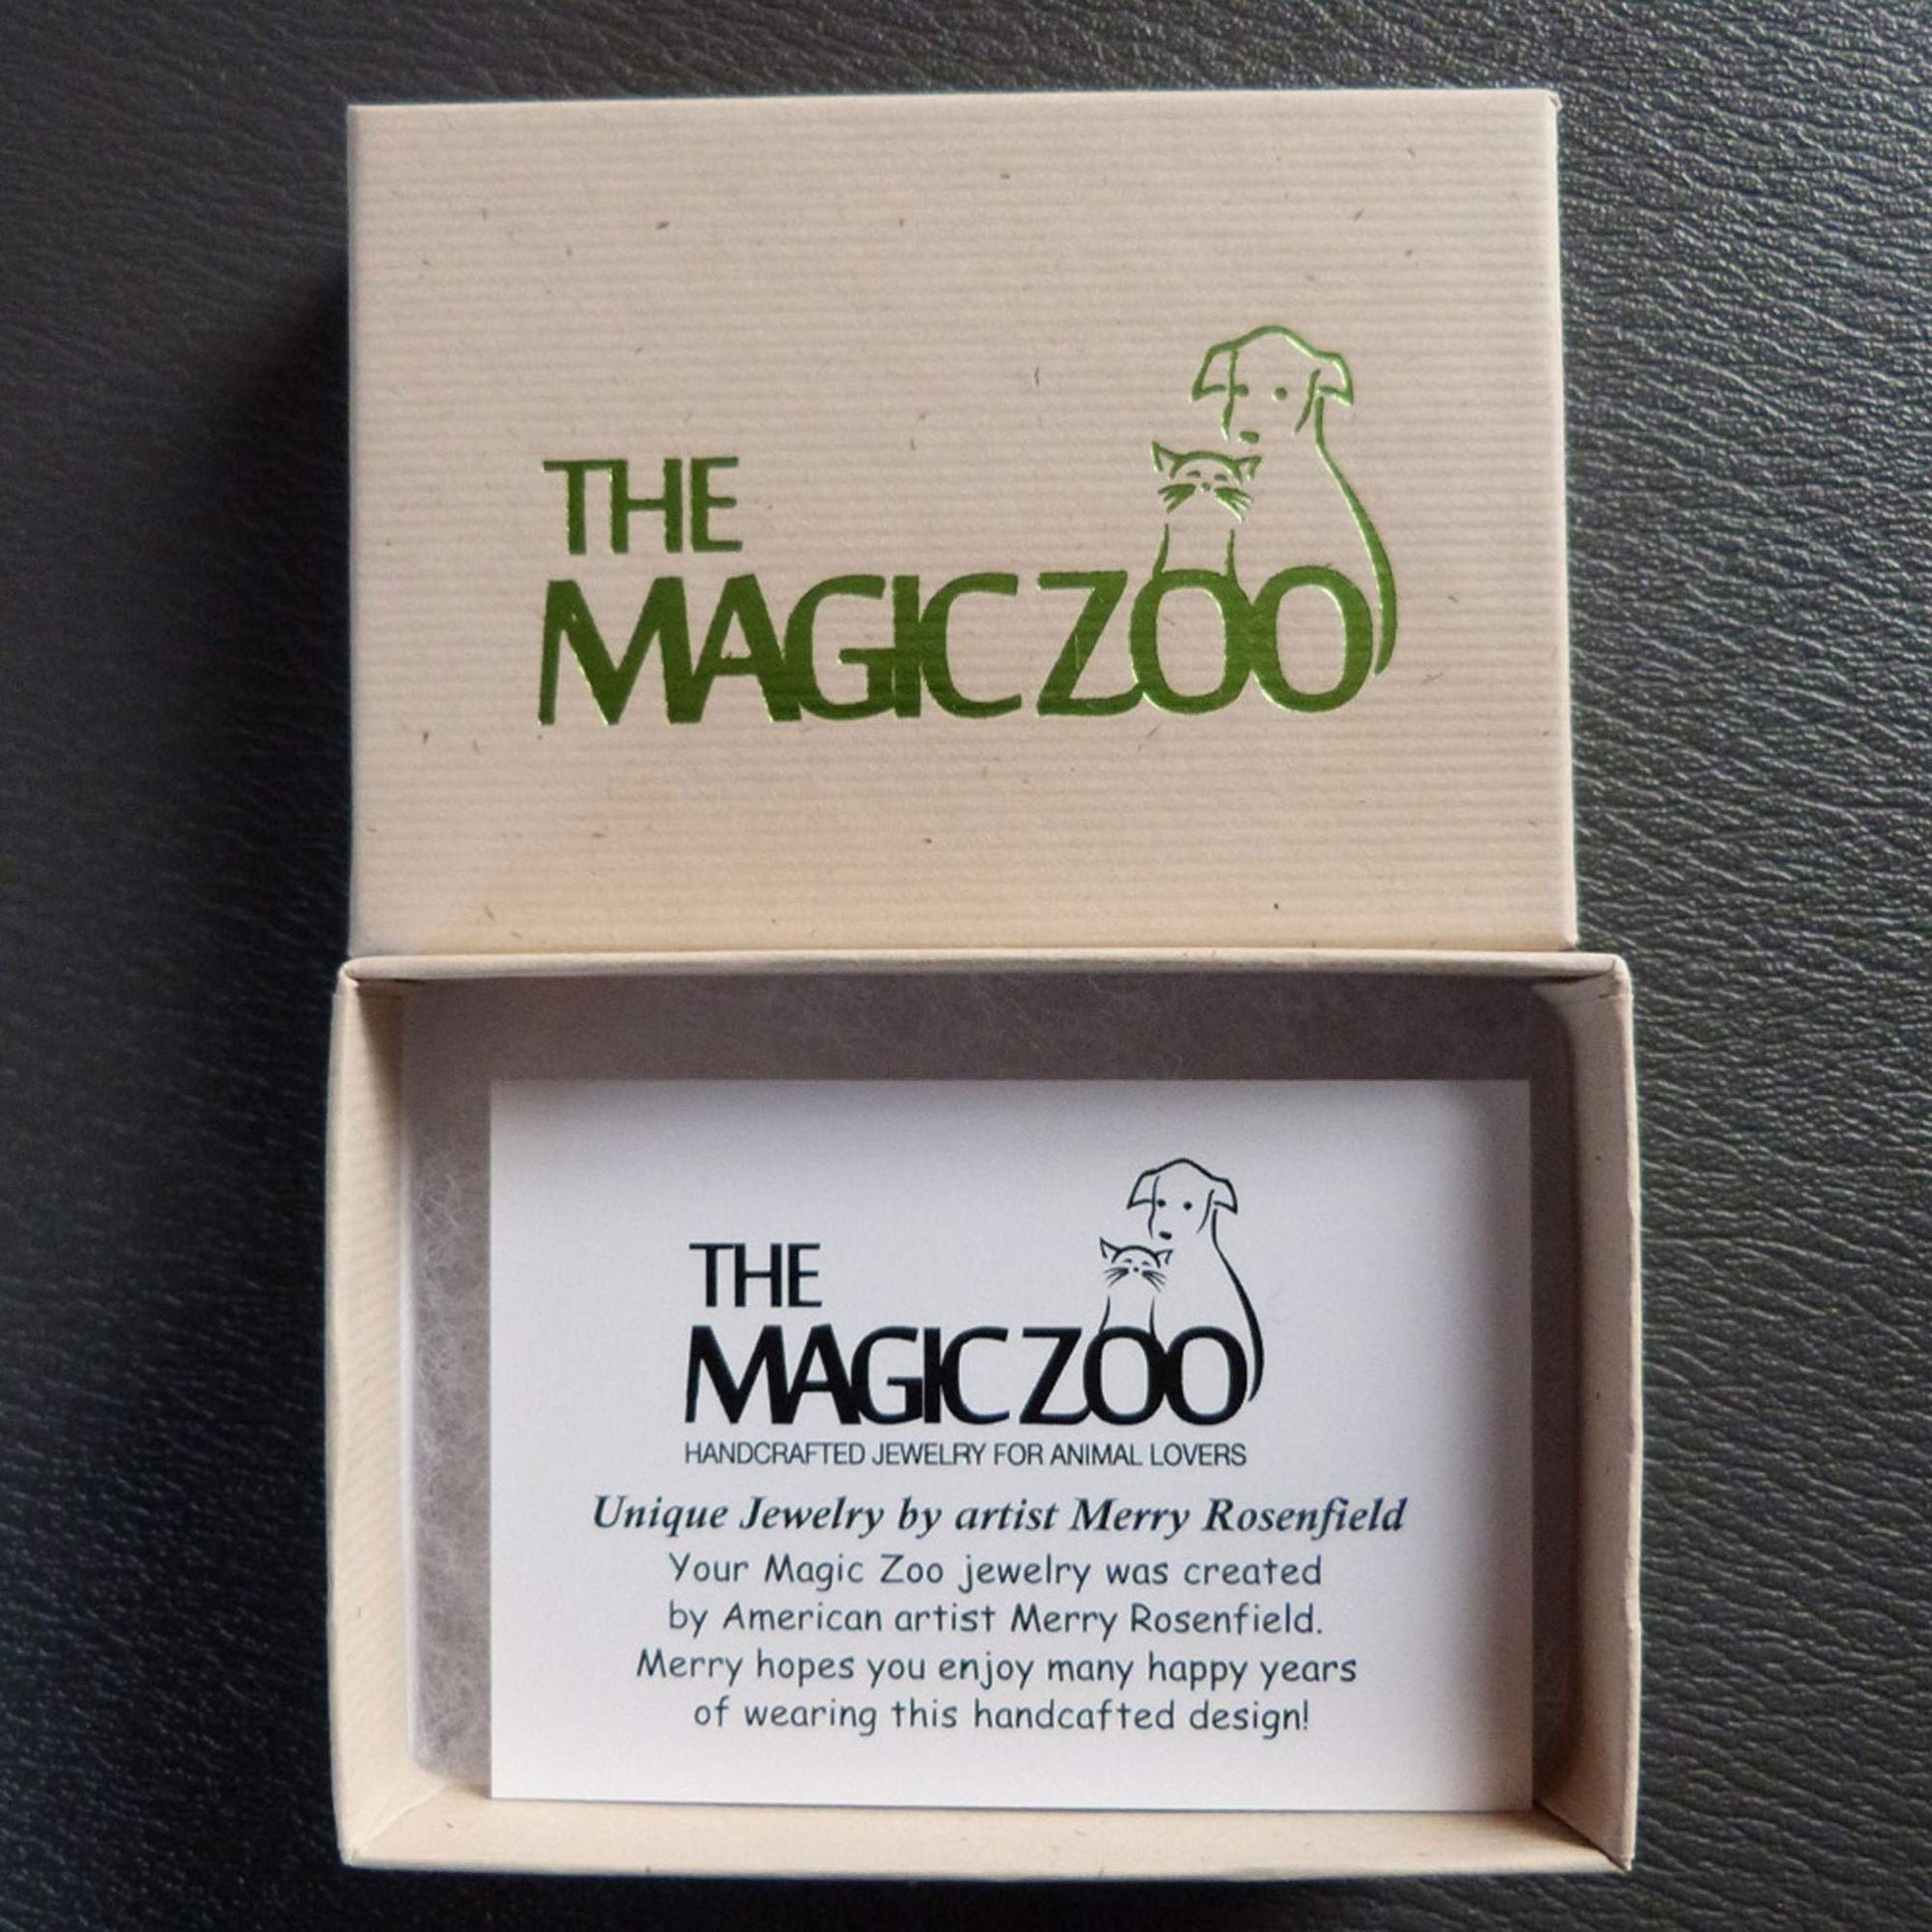 THE
MAGIC ZOO
THE
MAGIC ZOO
HANDCRAFTED JEWELRY FOR ANIMAL LOVERS
Unique Jewelry by artist Merry Rosenfield
Your Magic Zoo jewelry was created
by American artist Merry Rosenfield.
Merry hopes you enjoy many happy years
of wearing this handcafted design!